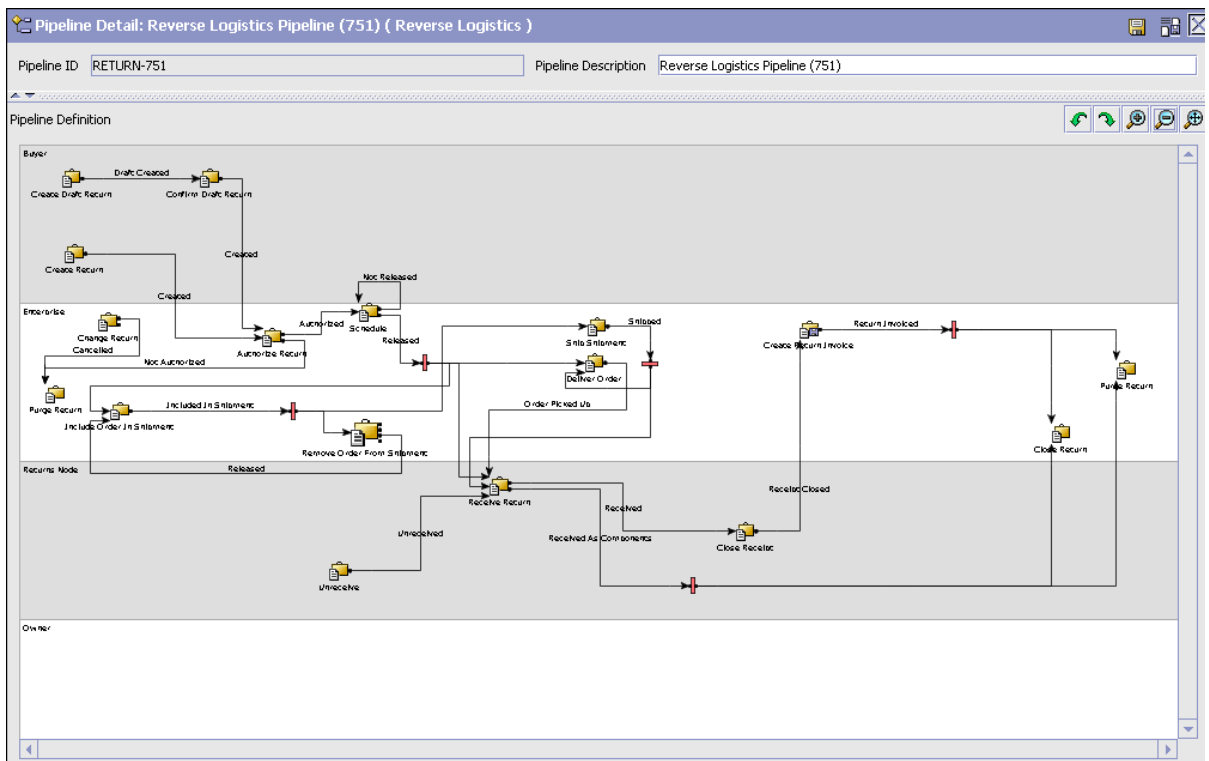 Pipeline Detail: Reverse Logistics Pipeline (751) ( Reverse Logistics )
Pipeline ID RETURN-751 Pipeline Description Reverse Logistics Pipeline (751)
Pipeline Definition
Buyer
Draft Created
Create Draft Return Confirm Draft Return
Created
Create Return
Not Released
Created
Enterprise
Change Return
Cancelled
Authorized
Schedule
Released
Authorize Return
Not Authorized
Shipped
Ship Shipment
Return Invoiced
Create Return Invoice
Deliver Order
Purge Return
Purge Return
Included In Shipment
Order Picked Up
Include Order In Shipment
Remove Order From Shipment
Close Return
Returns Node
Released
Receive Return
Received
Receipt Closed
Unreceived
Received As Components
Close Receipt
Unreceive
Owner